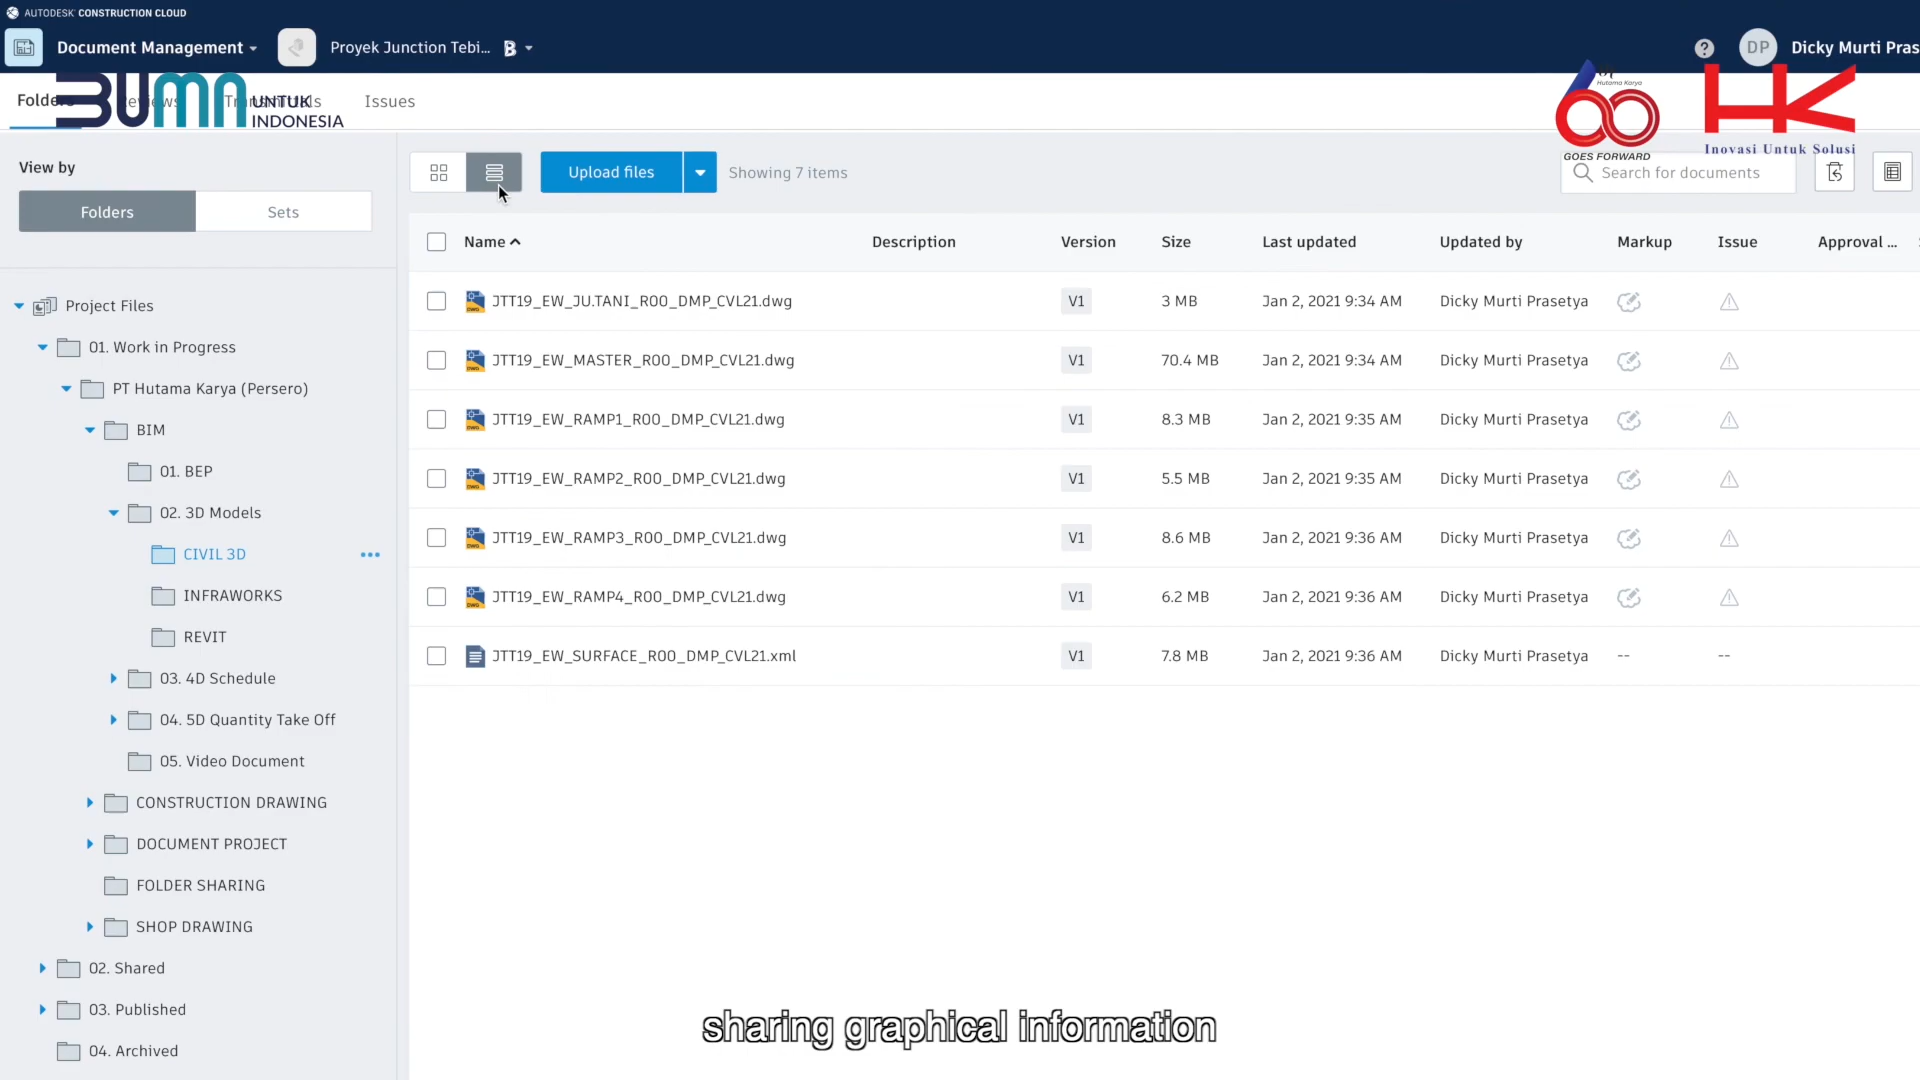 AUTODESK CONSTRUCTION CLOUD
Document Management
Proyek Junction Tebi...
DP
Dicky Murti Pras
Folders
Reviews
Transmittals
Issues
BUMN
UNTUK
INDONESIA
60
Hutama Karya
GOES FORWARD
HK
Inovasi Untuk Solusi
View by
Folders
Sets
Upload files
Showing 7 items
Search for documents
Project Files
01. Work in Progress
PT Hutama Karya (Persero)
BIM
01. BEP
02. 3D Models
CIVIL 3D
INFRAWORKS
REVIT
03. 4D Schedule
04. 5D Quantity Take Off
05. Video Document
CONSTRUCTION DRAWING
DOCUMENT PROJECT
FOLDER SHARING
SHOP DRAWING
02. Shared
03. Published
04. Archived
Name Description Version Size Last updated Updated by Markup Issue Approval ...
JTT19_EW_JU.TANI_R00_DMP_CVL21.dwg V1 3 MB Jan 2, 2021 9:34 AM Dicky Murti Prasetya
JTT19_EW_MASTER_R00_DMP_CVL21.dwg V1 70.4 MB Jan 2, 2021 9:34 AM Dicky Murti Prasetya
JTT19_EW_RAMP1_R00_DMP_CVL21.dwg V1 8.3 MB Jan 2, 2021 9:35 AM Dicky Murti Prasetya
JTT19_EW_RAMP2_R00_DMP_CVL21.dwg V1 5.5 MB Jan 2, 2021 9:35 AM Dicky Murti Prasetya
JTT19_EW_RAMP3_R00_DMP_CVL21.dwg V1 8.6 MB Jan 2, 2021 9:36 AM Dicky Murti Prasetya
JTT19_EW_RAMP4_R00_DMP_CVL21.dwg V1 6.2 MB Jan 2, 2021 9:36 AM Dicky Murti Prasetya
JTT19_EW_SURFACE_R00_DMP_CVL21.xml V1 7.8 MB Jan 2, 2021 9:36 AM Dicky Murti Prasetya -- --
sharing graphical information